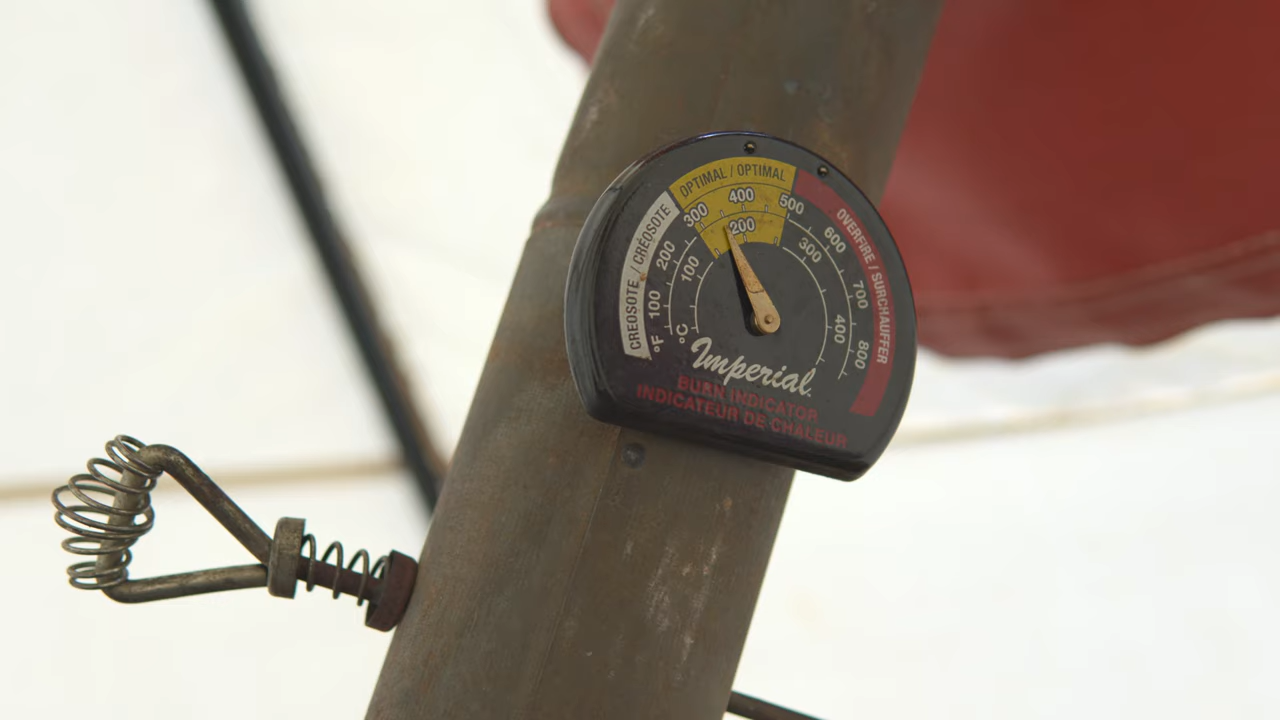 OPTIMAL / OPTIMAL
CREOSOTE / CRÉOSOTE
OVERFIRE / SURCHAUFFER
°F 100 200 300 400 500 600 700 800
°C 100 200 300 400
Imperial.
BURN INDICATOR
INDICATEUR DE CHALEUR